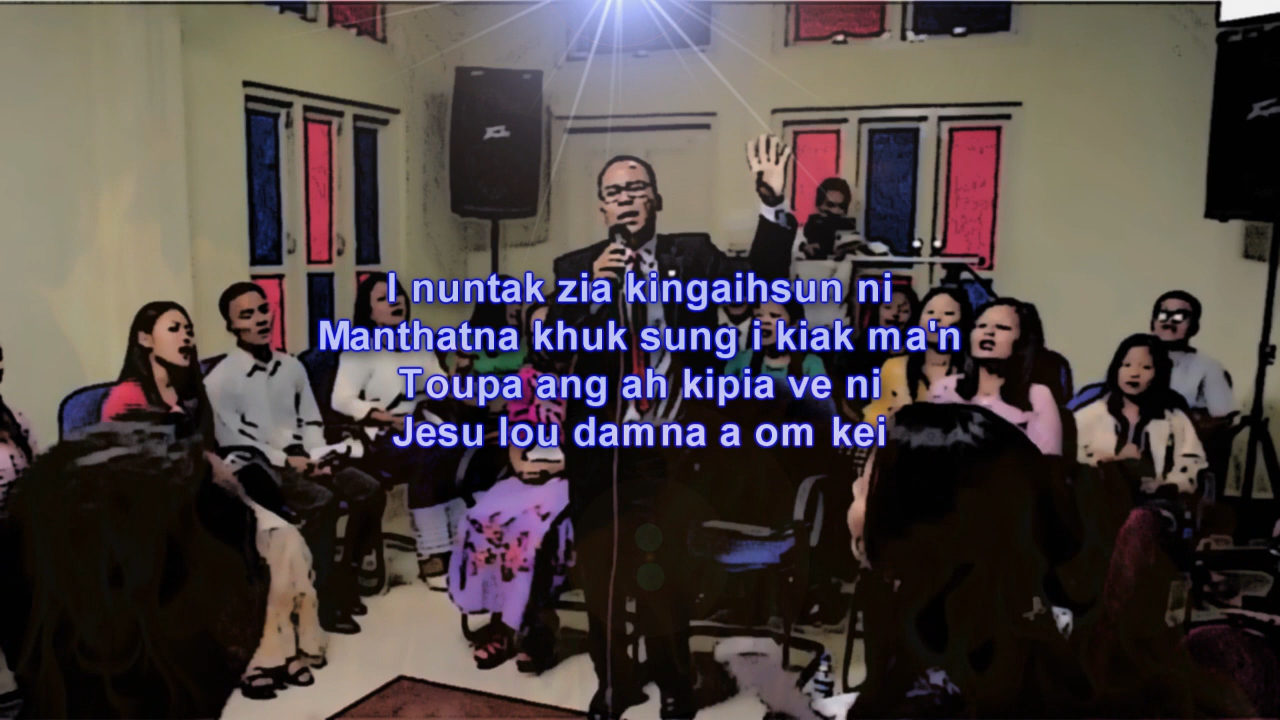 I nuntak zia kingaihsun ni
Manthatna khuk sung i kiak ma'n
Toupa ang ah kipia ve ni
Jesu lou damna a om kei